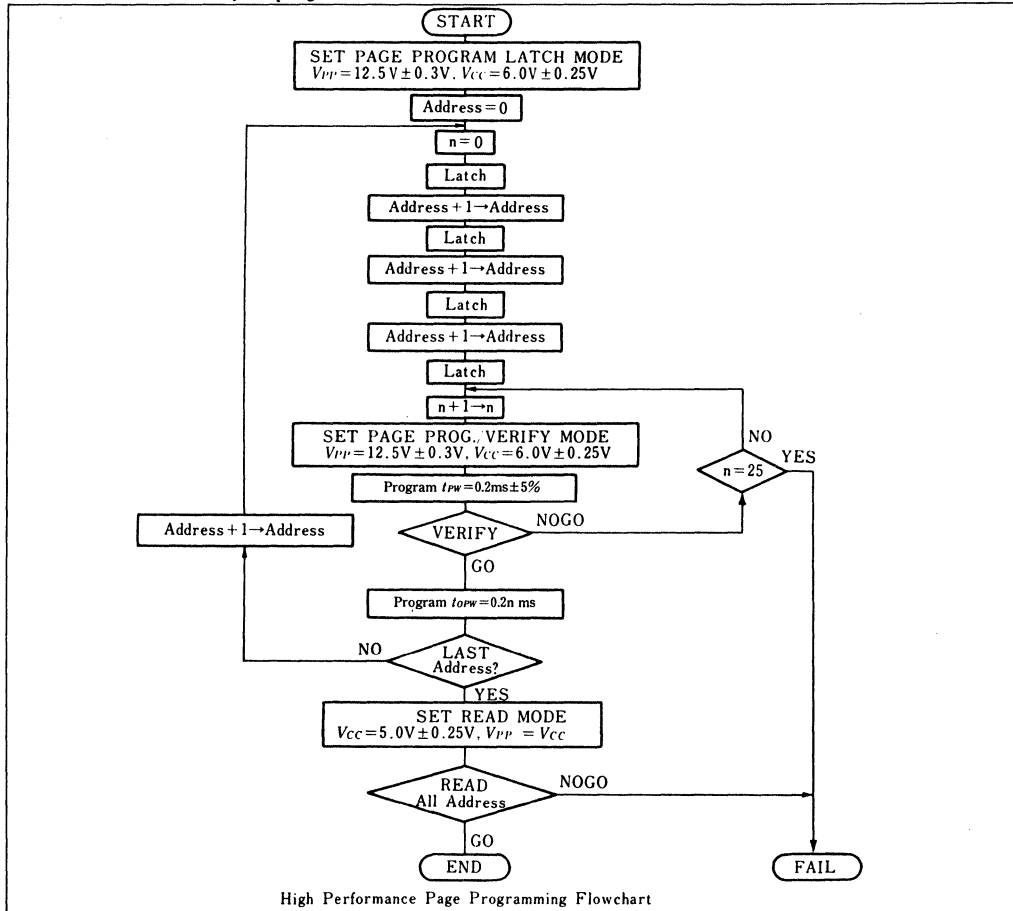 START
SET PAGE PROGRAM LATCH MODE
VPP=12.5V±0.3V, VCC=6.0V±0.25V
Address=0
n=0
Latch
Address+1→Address
Latch
Address+1→Address
Latch
Address+1→Address
Latch
n+1→n
SET PAGE PROG./VERIFY MODE
VPP=12.5V±0.3V, VCC=6.0V±0.25V
NO
YES
n=25
Program tPW=0.2ms±5%
Address+1→Address
VERIFY
NOGO
GO
Program tOPW=0.2n ms
NO
LAST
Address?
YES
SET READ MODE
VCC=5.0V±0.25V, VPP=VCC
READ
All Address
NOGO
GO
END
FAIL
High Performance Page Programming Flowchart